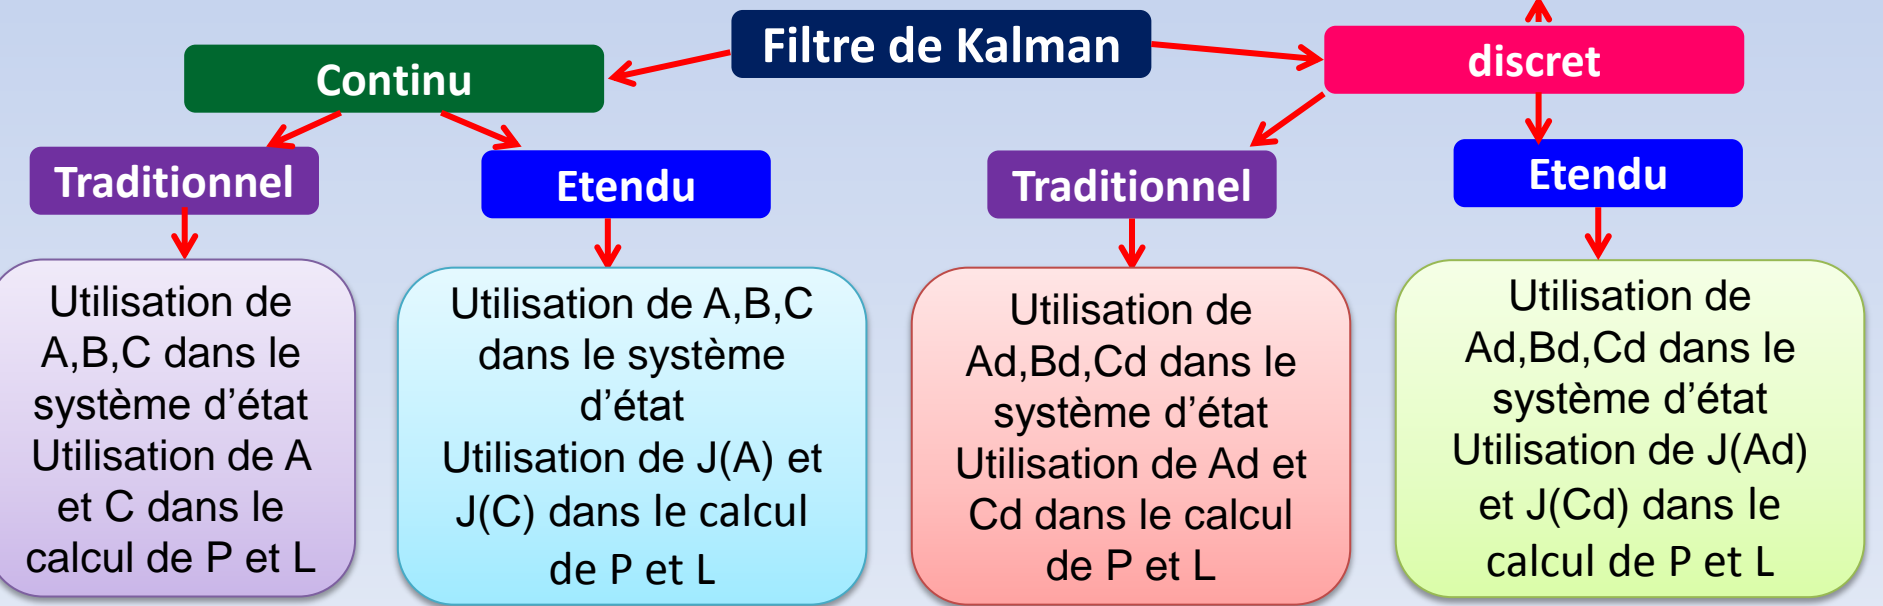 Filtre de Kalman
Continu
discret
Traditionnel
Etendu
Traditionnel
Etendu
Utilisation de
A,B,C dans le
système d’état
Utilisation de A
et C dans le
calcul de P et L
Utilisation de A,B,C
dans le système
d’état
Utilisation de J(A) et
J(C) dans le calcul
de P et L
Utilisation de
Ad,Bd,Cd dans le
système d’état
Utilisation de Ad et
Cd dans le calcul
de P et L
Utilisation de
Ad,Bd,Cd dans le
système d’état
Utilisation de J(Ad)
et J(Cd) dans le
calcul de P et L